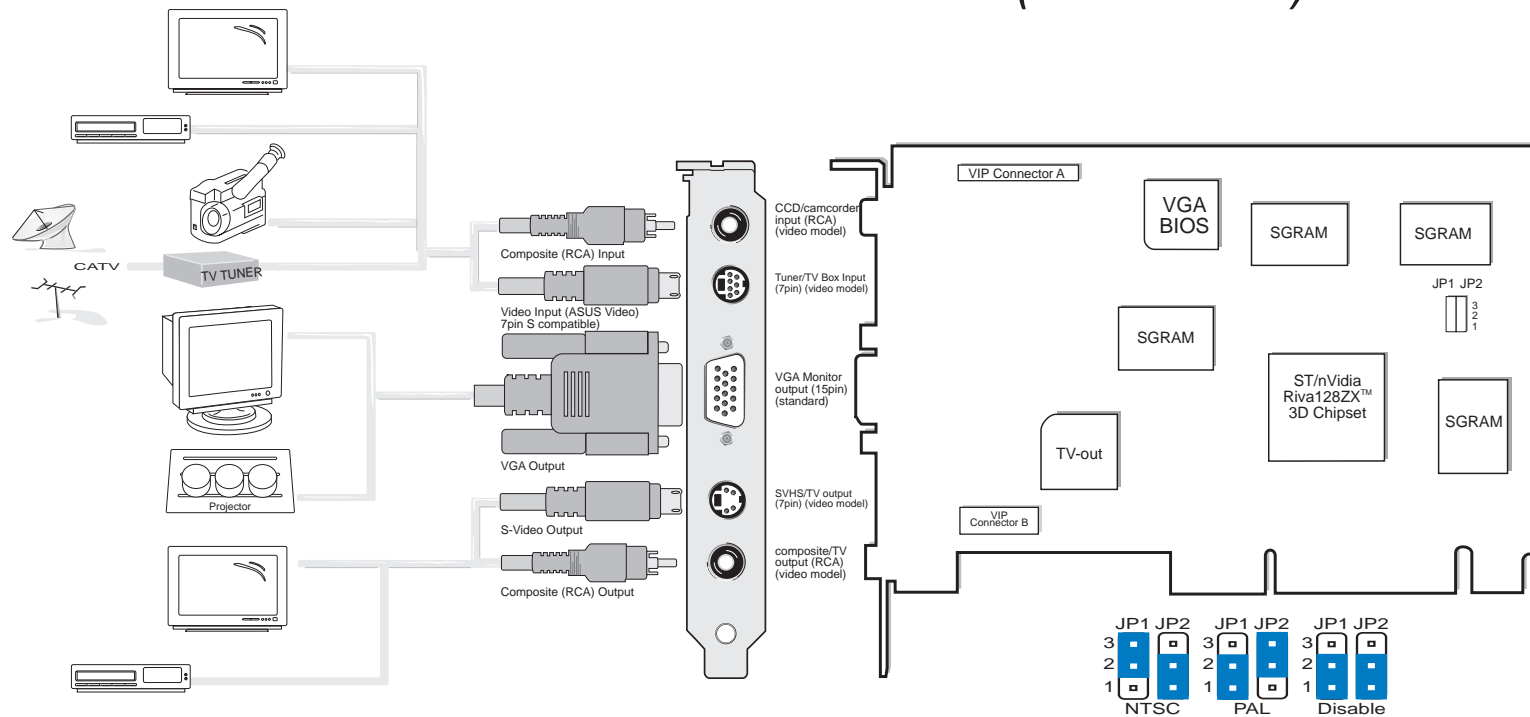 CATV
TV TUNER
Projector
Composite (RCA) Input
Video Input (ASUS Video)
7pin S compatible)
VGA Output
S-Video Output
Composite (RCA) Output
CCD/camcorder
input (RCA)
(video model)
Tuner/TV Box Input
(7pin) (video model)
VGA Monitor
output (15pin)
(standard)
SVHS/TV output
(7pin) (video model)
composite/TV
output (RCA)
(video model)
VIP Connector A
VGA
BIOS
SGRAM
SGRAM
JP1 JP2
3
2
1
SGRAM
ST/nVidia
Riva128ZX™
3D Chipset
SGRAM
TV-out
VIP
Connector B
JP1 JP2
3
2
1
NTSC
JP1 JP2
3
2
1
PAL
JP1 JP2
3
2
1
Disable